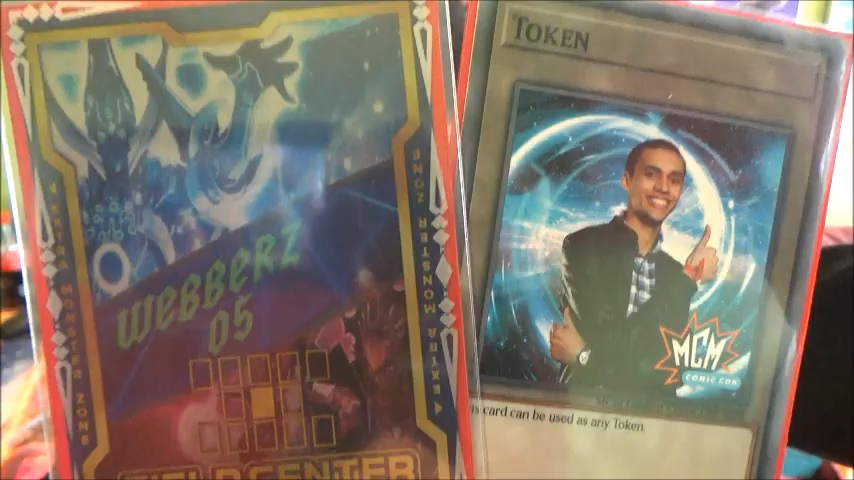 WEBBERZ
05
EXTRA MONSTER ZONE
EXTRA MONSTER ZONE
FIELD CENTER
TOKEN
MCM
COMIC CON
s card can be used as any Token.